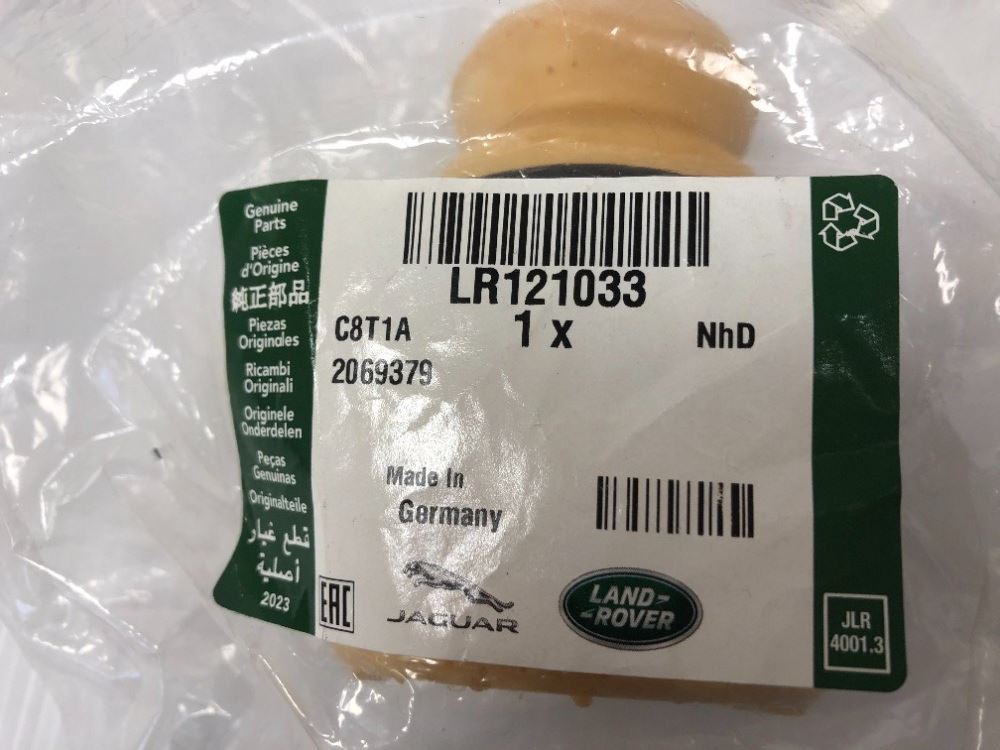 Genuine
Parts
Pièces
d'Origine
純正部品
Piezas
Originales
Ricambi
Originali
Originele
Onderdelen
Peças
Genuinas
Originalteile
قطع غيار
أصلية
2023
LR121033
C8T1A 1 x NhD
2069379
Made In
Germany
EAC
JAGUAR
LAND-
-ROVER
JLR
4001.3